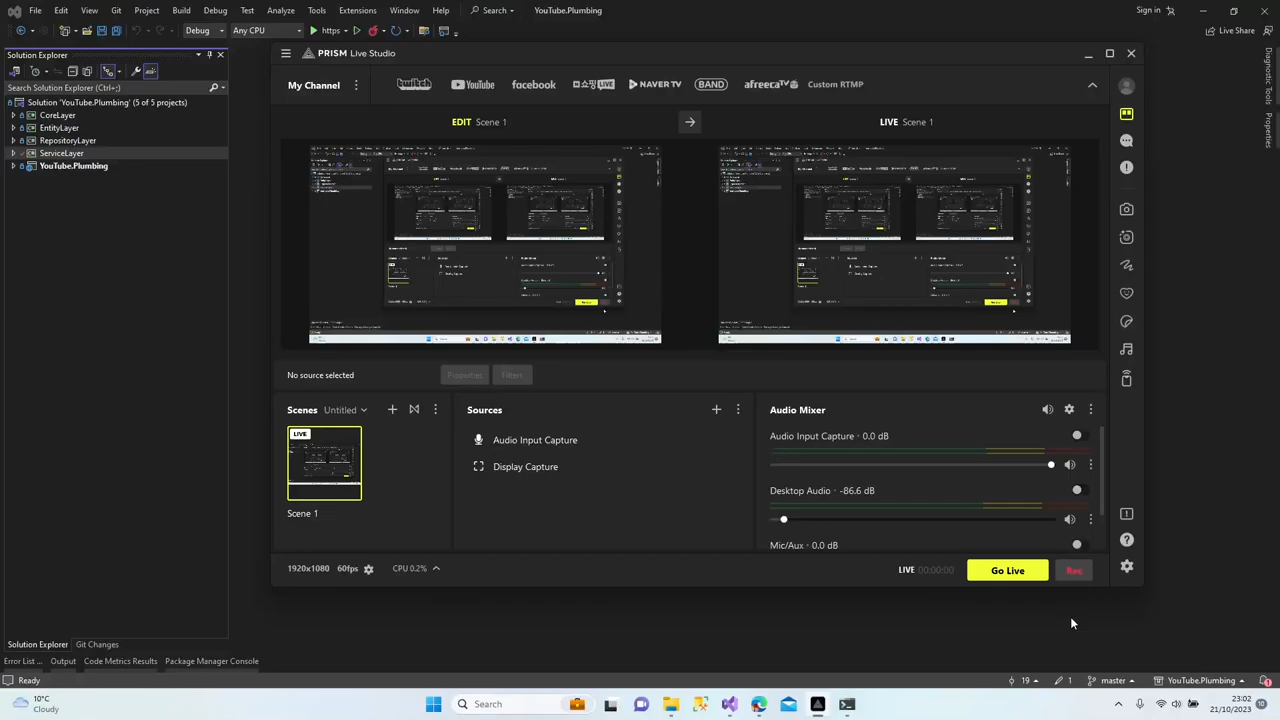 File Edit View Git Project Build Debug Test Analyze Tools Extensions Window Help Search YouTube.Plumbing Sign in
Debug Any CPU https Live Share
Solution Explorer
PRISM Live Studio
Search Solution Explorer (Ctrl+;)
My Channel twitch YouTube facebook NAVER TV BAND afreecaTV Custom RTMP
Solution 'YouTube.Plumbing' (5 of 5 projects)
CoreLayer
EntityLayer
RepositoryLayer
ServiceLayer
YouTube.Plumbing
EDIT Scene 1
LIVE Scene 1
Diagnostic Tools
Properties
No source selected Properties Filters
Scenes Untitled
LIVE
Scene 1
Sources
Audio Input Capture
Display Capture
Audio Mixer
Audio Input Capture · 0.0 dB
Desktop Audio · -86.6 dB
Mic/Aux · 0.0 dB
1920x1080 60fps CPU 0.2% LIVE 00:00:00 Go Live Rec
Solution Explorer Git Changes
Error List ... Output Code Metrics Results Package Manager Console
Ready 19 1 master YouTube.Plumbing 1
10°C
Cloudy
Search
23:02
21/10/2023